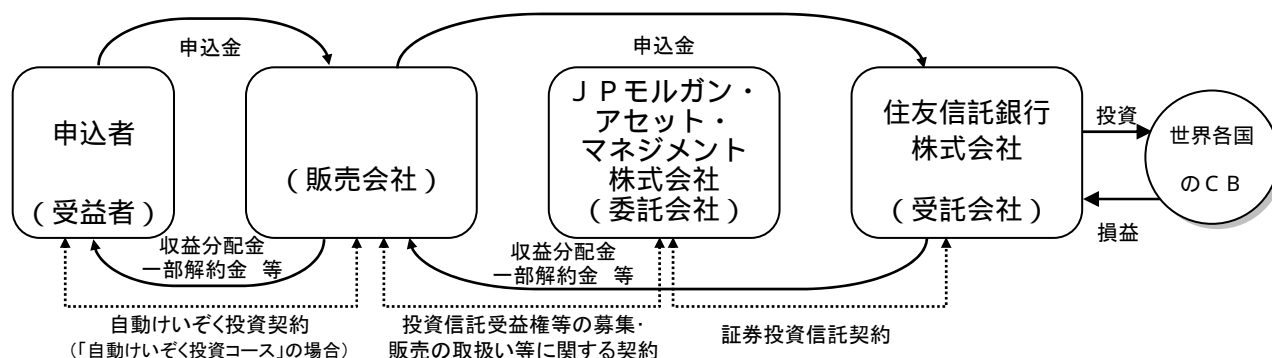 申込金
申込金
申込者
（受益者）
（販売会社）
ＪＰモルガン・
アセット・
マネジメント
株式会社
（委託会社）
住友信託銀行
株式会社
（受託会社）
投資
損益
世界各国
のＣＢ
収益分配金
一部解約金　等
収益分配金
一部解約金　等
自動けいぞく投資契約
（「自動けいぞく投資コース」の場合）
投資信託受益権等の募集・
販売の取扱い等に関する契約
証券投資信託契約